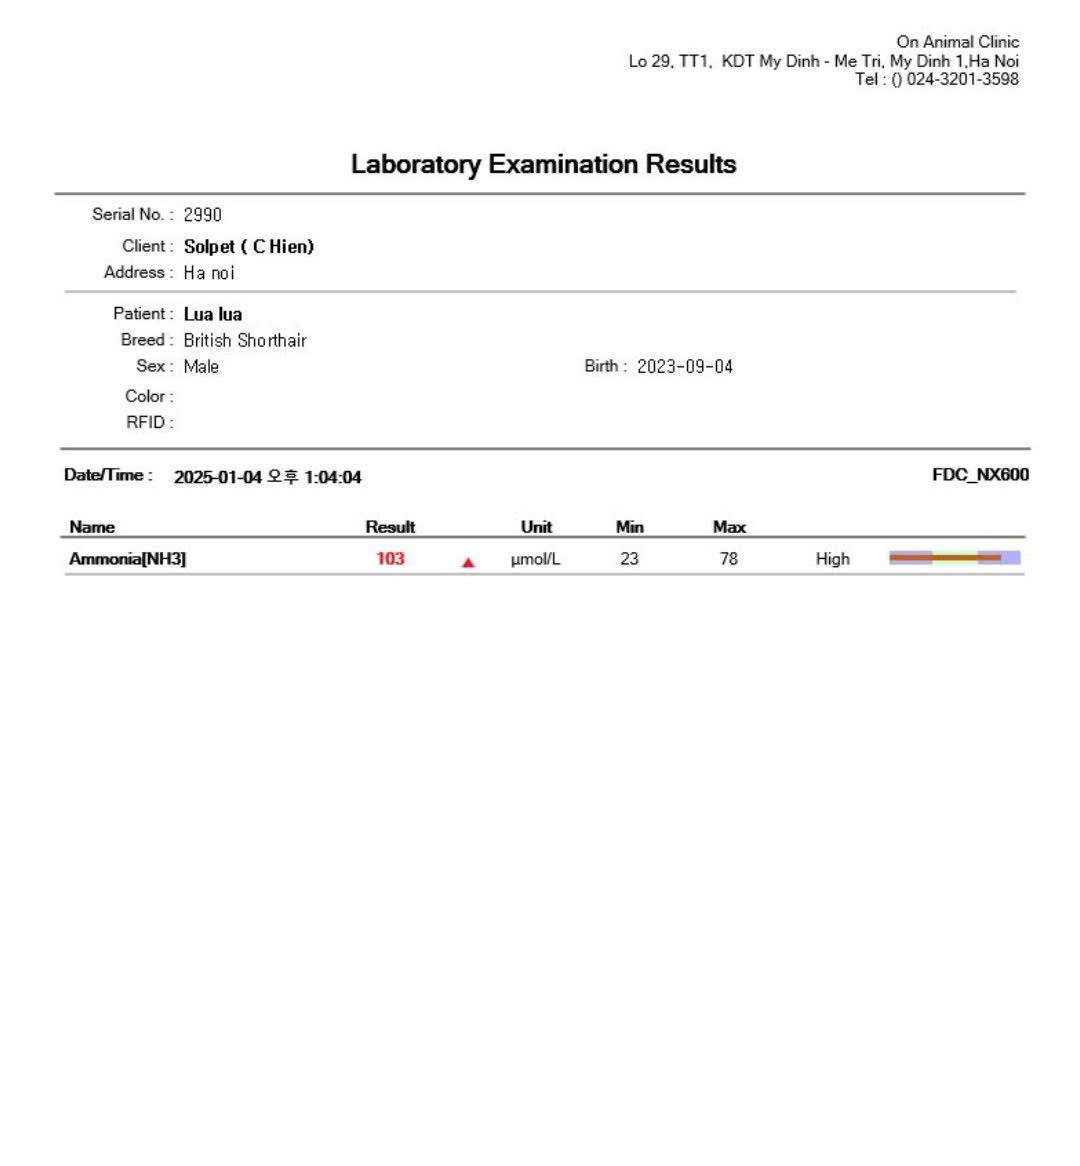 On Animal Clinic
Lo 29, TT1, KDT My Dinh - Me Tri, My Dinh 1,Ha Noi
Tel : () 024-3201-3598
Laboratory Examination Results
Serial No. : 2990
Client : Solpet ( C Hien)
Address : Ha noi
Patient : Lua lua
Breed : British Shorthair
Sex : Male Birth : 2023-09-04
Color :
RFID :
Date/Time : 2025-01-04 오후 1:04:04 FDC_NX600
Name Result Unit Min Max
Ammonia[NH3] 103 ▲ µmol/L 23 78 High